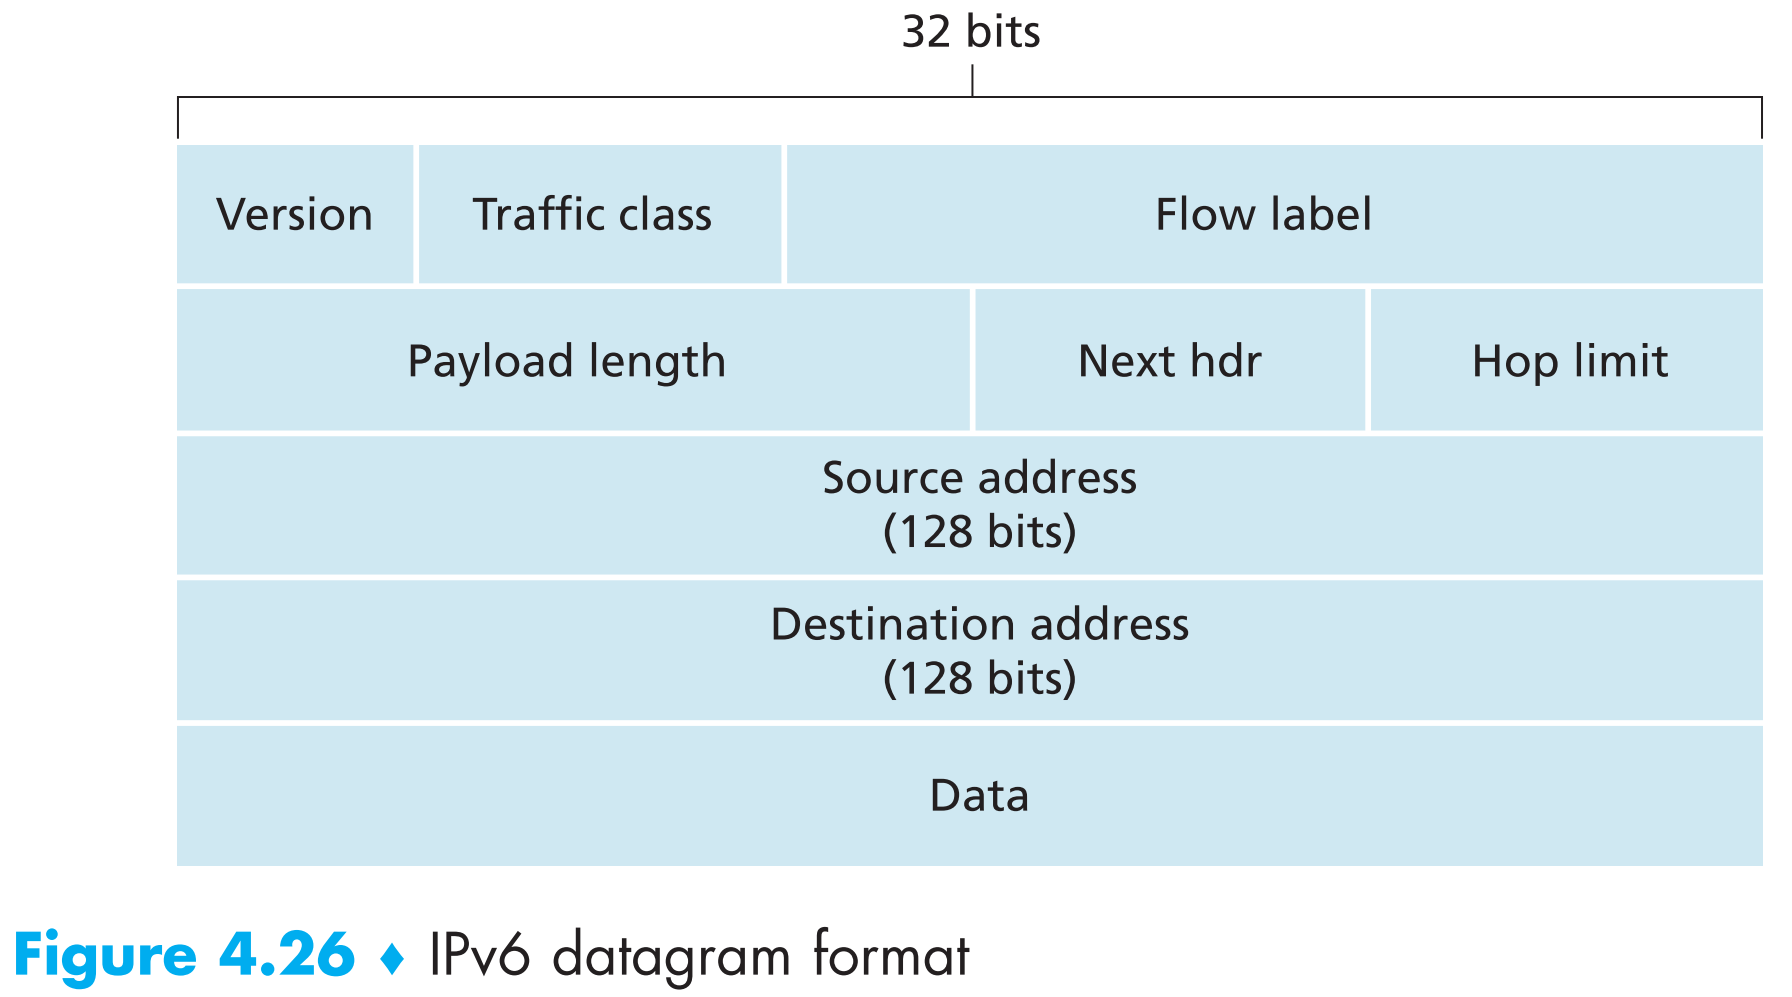 32 bits
Version Traffic class Flow label
Payload length Next hdr Hop limit
Source address
(128 bits)
Destination address
(128 bits)
Data
Figure 4.26 ♦ IPv6 datagram format